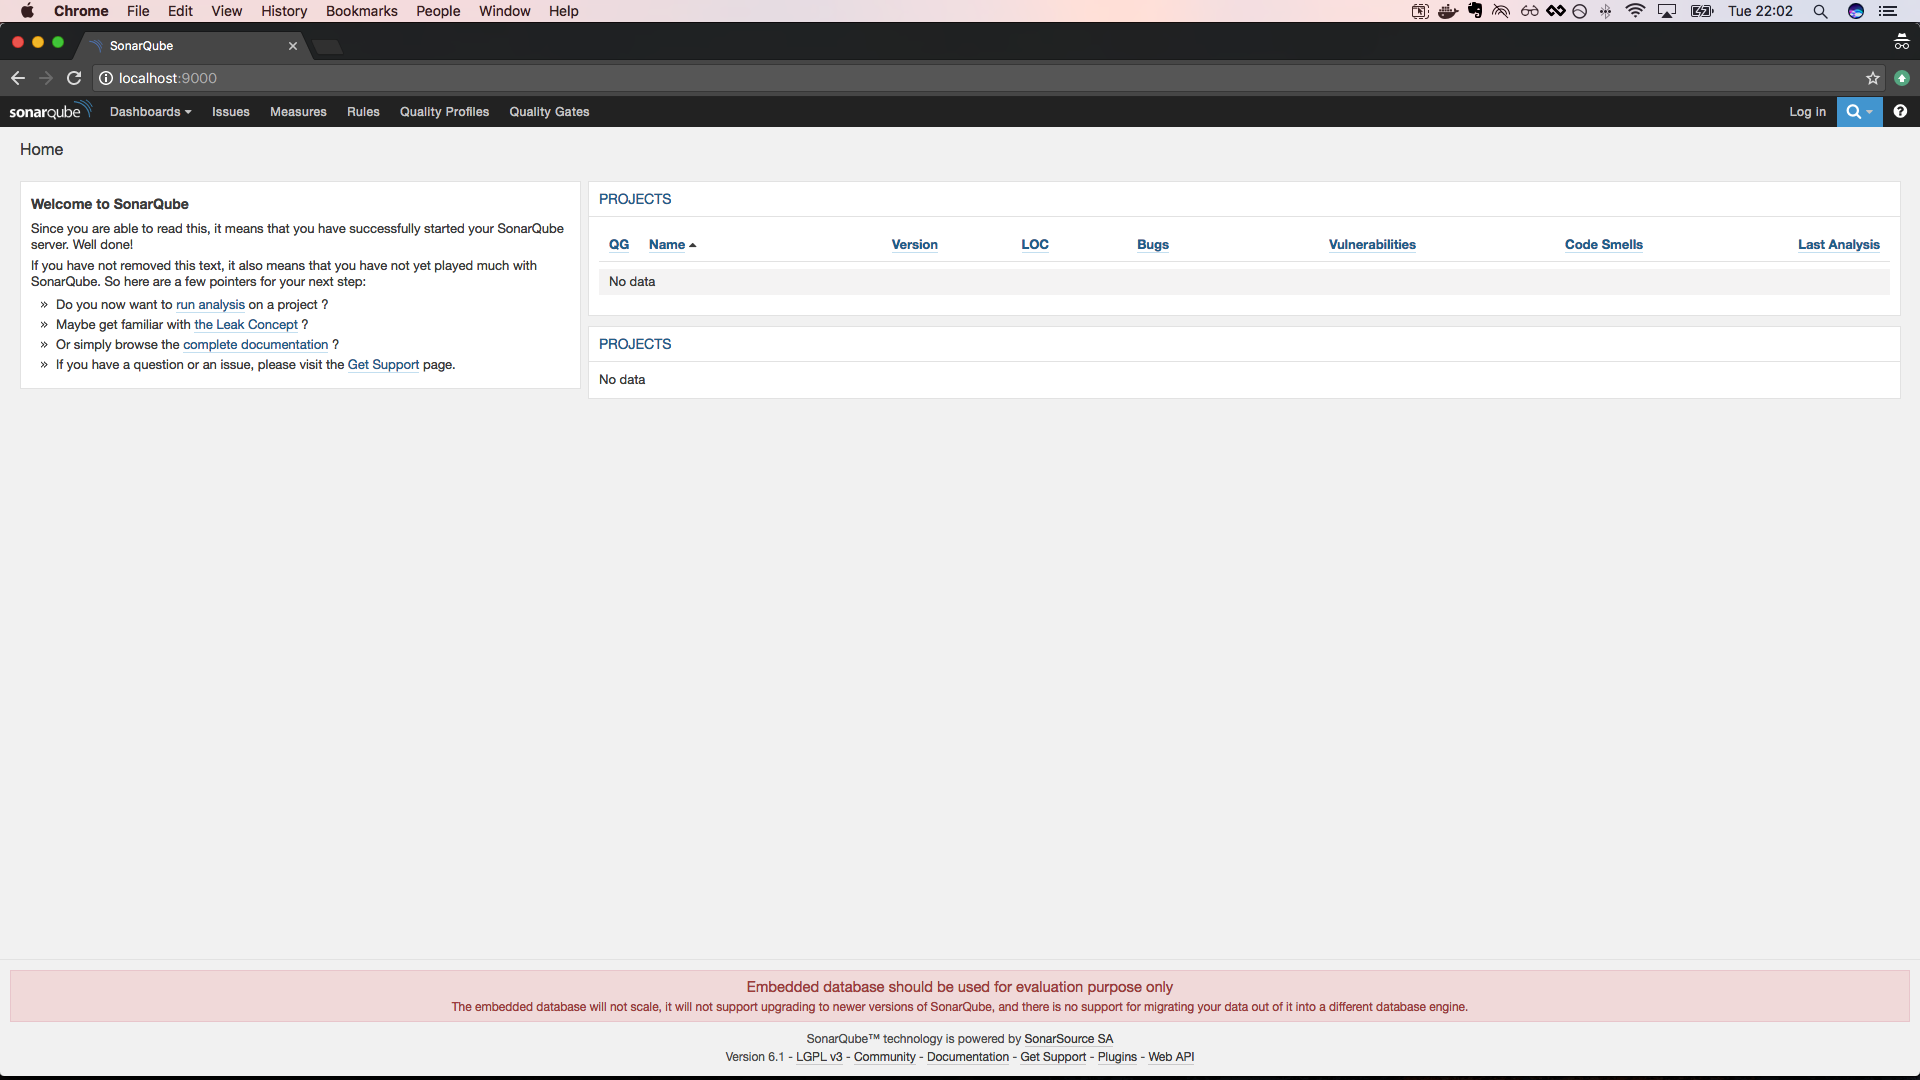 Chrome File Edit View History Bookmarks People Window Help Tue 22:02
SonarQube
localhost:9000
sonarqube Dashboards Issues Measures Rules Quality Profiles Quality Gates Log in
Home
Welcome to SonarQube
Since you are able to read this, it means that you have successfully started your SonarQube
server. Well done!
If you have not removed this text, it also means that you have not yet played much with
SonarQube. So here are a few pointers for your next step:
» Do you now want to run analysis on a project ?
» Maybe get familiar with the Leak Concept ?
» Or simply browse the complete documentation ?
» If you have a question or an issue, please visit the Get Support page.
PROJECTS
QG Name Version LOC Bugs Vulnerabilities Code Smells Last Analysis
No data
PROJECTS
No data
Embedded database should be used for evaluation purpose only
The embedded database will not scale, it will not support upgrading to newer versions of SonarQube, and there is no support for migrating your data out of it into a different database engine.
SonarQube™ technology is powered by SonarSource SA
Version 6.1 - LGPL v3 - Community - Documentation - Get Support - Plugins - Web API